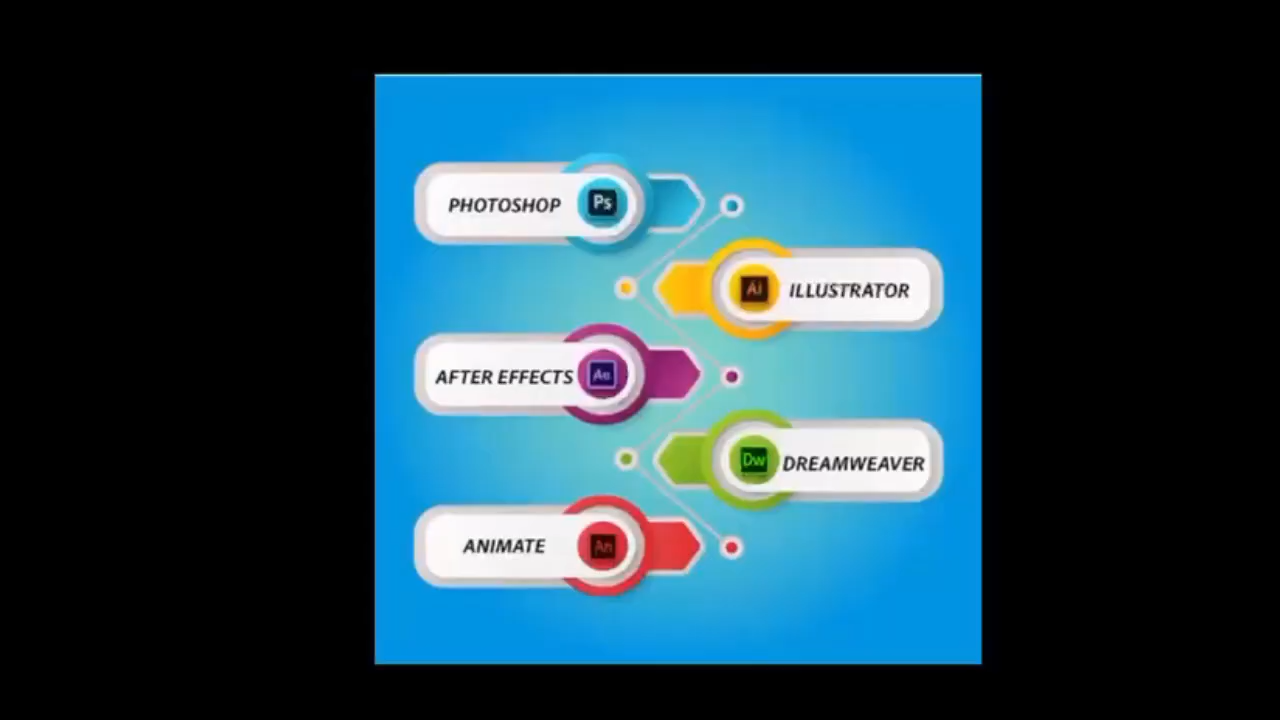 PHOTOSHOP Ps
Ai ILLUSTRATOR
AFTER EFFECTS Ae
Dw DREAMWEAVER
ANIMATE An